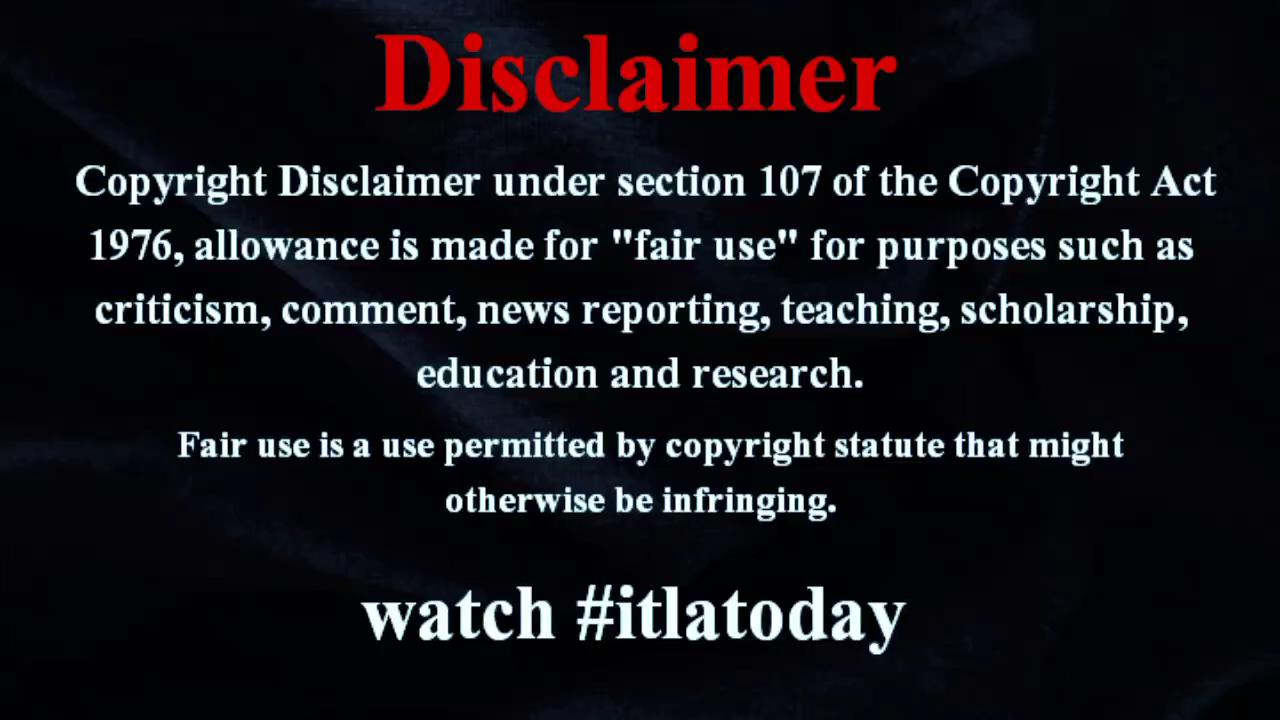 Disclaimer
Copyright Disclaimer under section 107 of the Copyright Act
1976, allowance is made for "fair use" for purposes such as
criticism, comment, news reporting, teaching, scholarship,
education and research.
Fair use is a use permitted by copyright statute that might
otherwise be infringing.
watch #itlatoday